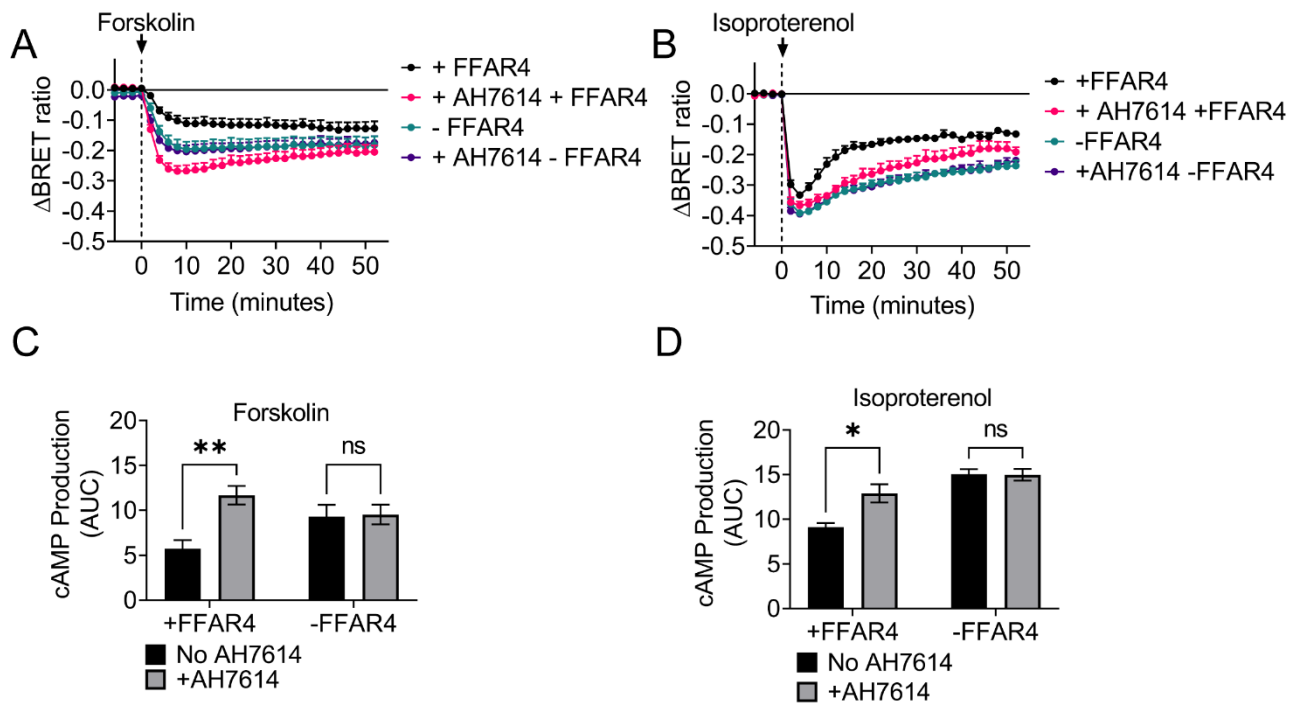 A
Forskolin
0.0
-0.1
-0.2
-0.3
-0.4
-0.5
ΔBRET ratio
0 10 20 30 40 50
Time (minutes)
+ FFAR4
+ AH7614 + FFAR4
- FFAR4
+ AH7614 - FFAR4
B
Isoproterenol
0.0
-0.1
-0.2
-0.3
-0.4
-0.5
ΔBRET ratio
0 10 20 30 40 50
Time (minutes)
+FFAR4
+ AH7614 +FFAR4
-FFAR4
+AH7614 -FFAR4
C
Forskolin
20
15
10
5
0
cAMP Production
(AUC)
** ns
+FFAR4 -FFAR4
No AH7614
+AH7614
D
Isoproterenol
20
15
10
5
0
cAMP Production
(AUC)
* ns
+FFAR4 -FFAR4
No AH7614
+AH7614